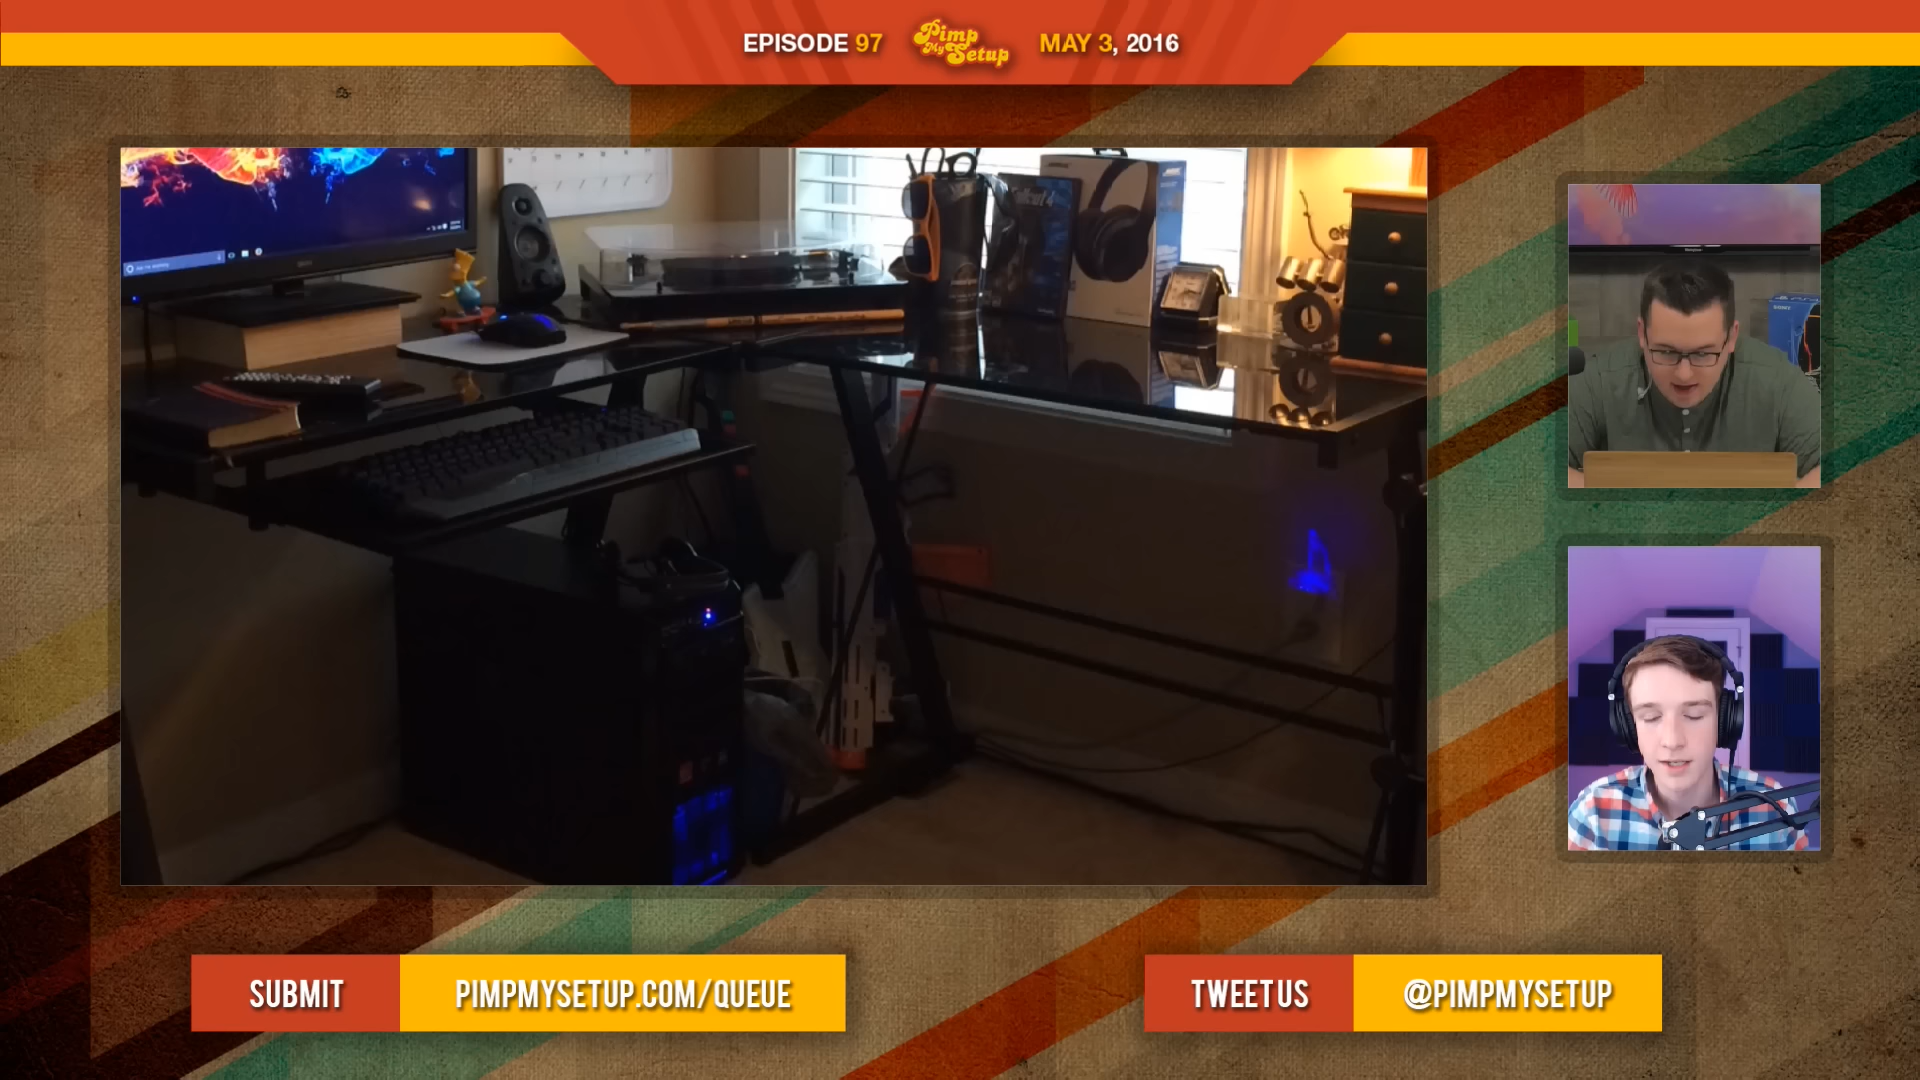 EPISODE 97
Pimp
My Setup
MAY 3, 2016
SUBMIT
PIMPMYSETUP.COM/QUEUE
TWEET US
@PIMPMYSETUP